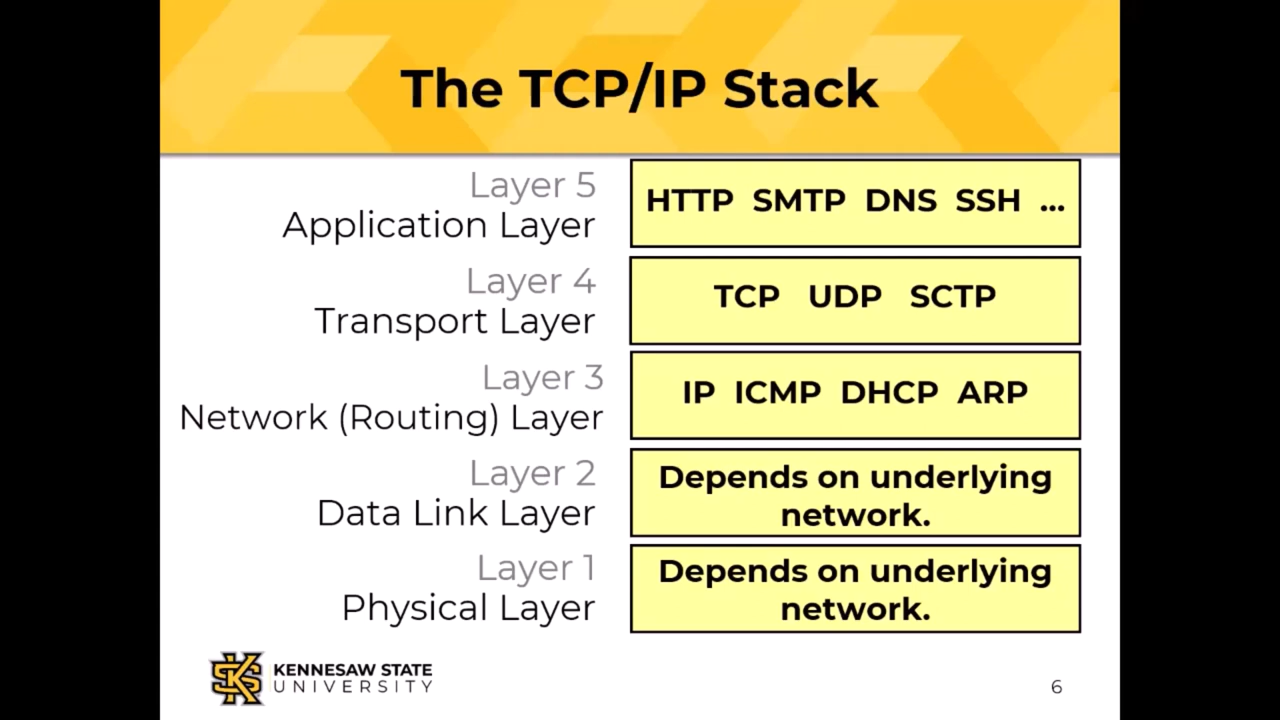 The TCP/IP Stack
Layer 5
Application Layer
HTTP SMTP DNS SSH ...
Layer 4
Transport Layer
TCP UDP SCTP
Layer 3
Network (Routing) Layer
IP ICMP DHCP ARP
Layer 2
Data Link Layer
Depends on underlying
network.
Layer 1
Physical Layer
Depends on underlying
network.
KS
KENNESAW STATE
UNIVERSITY
6